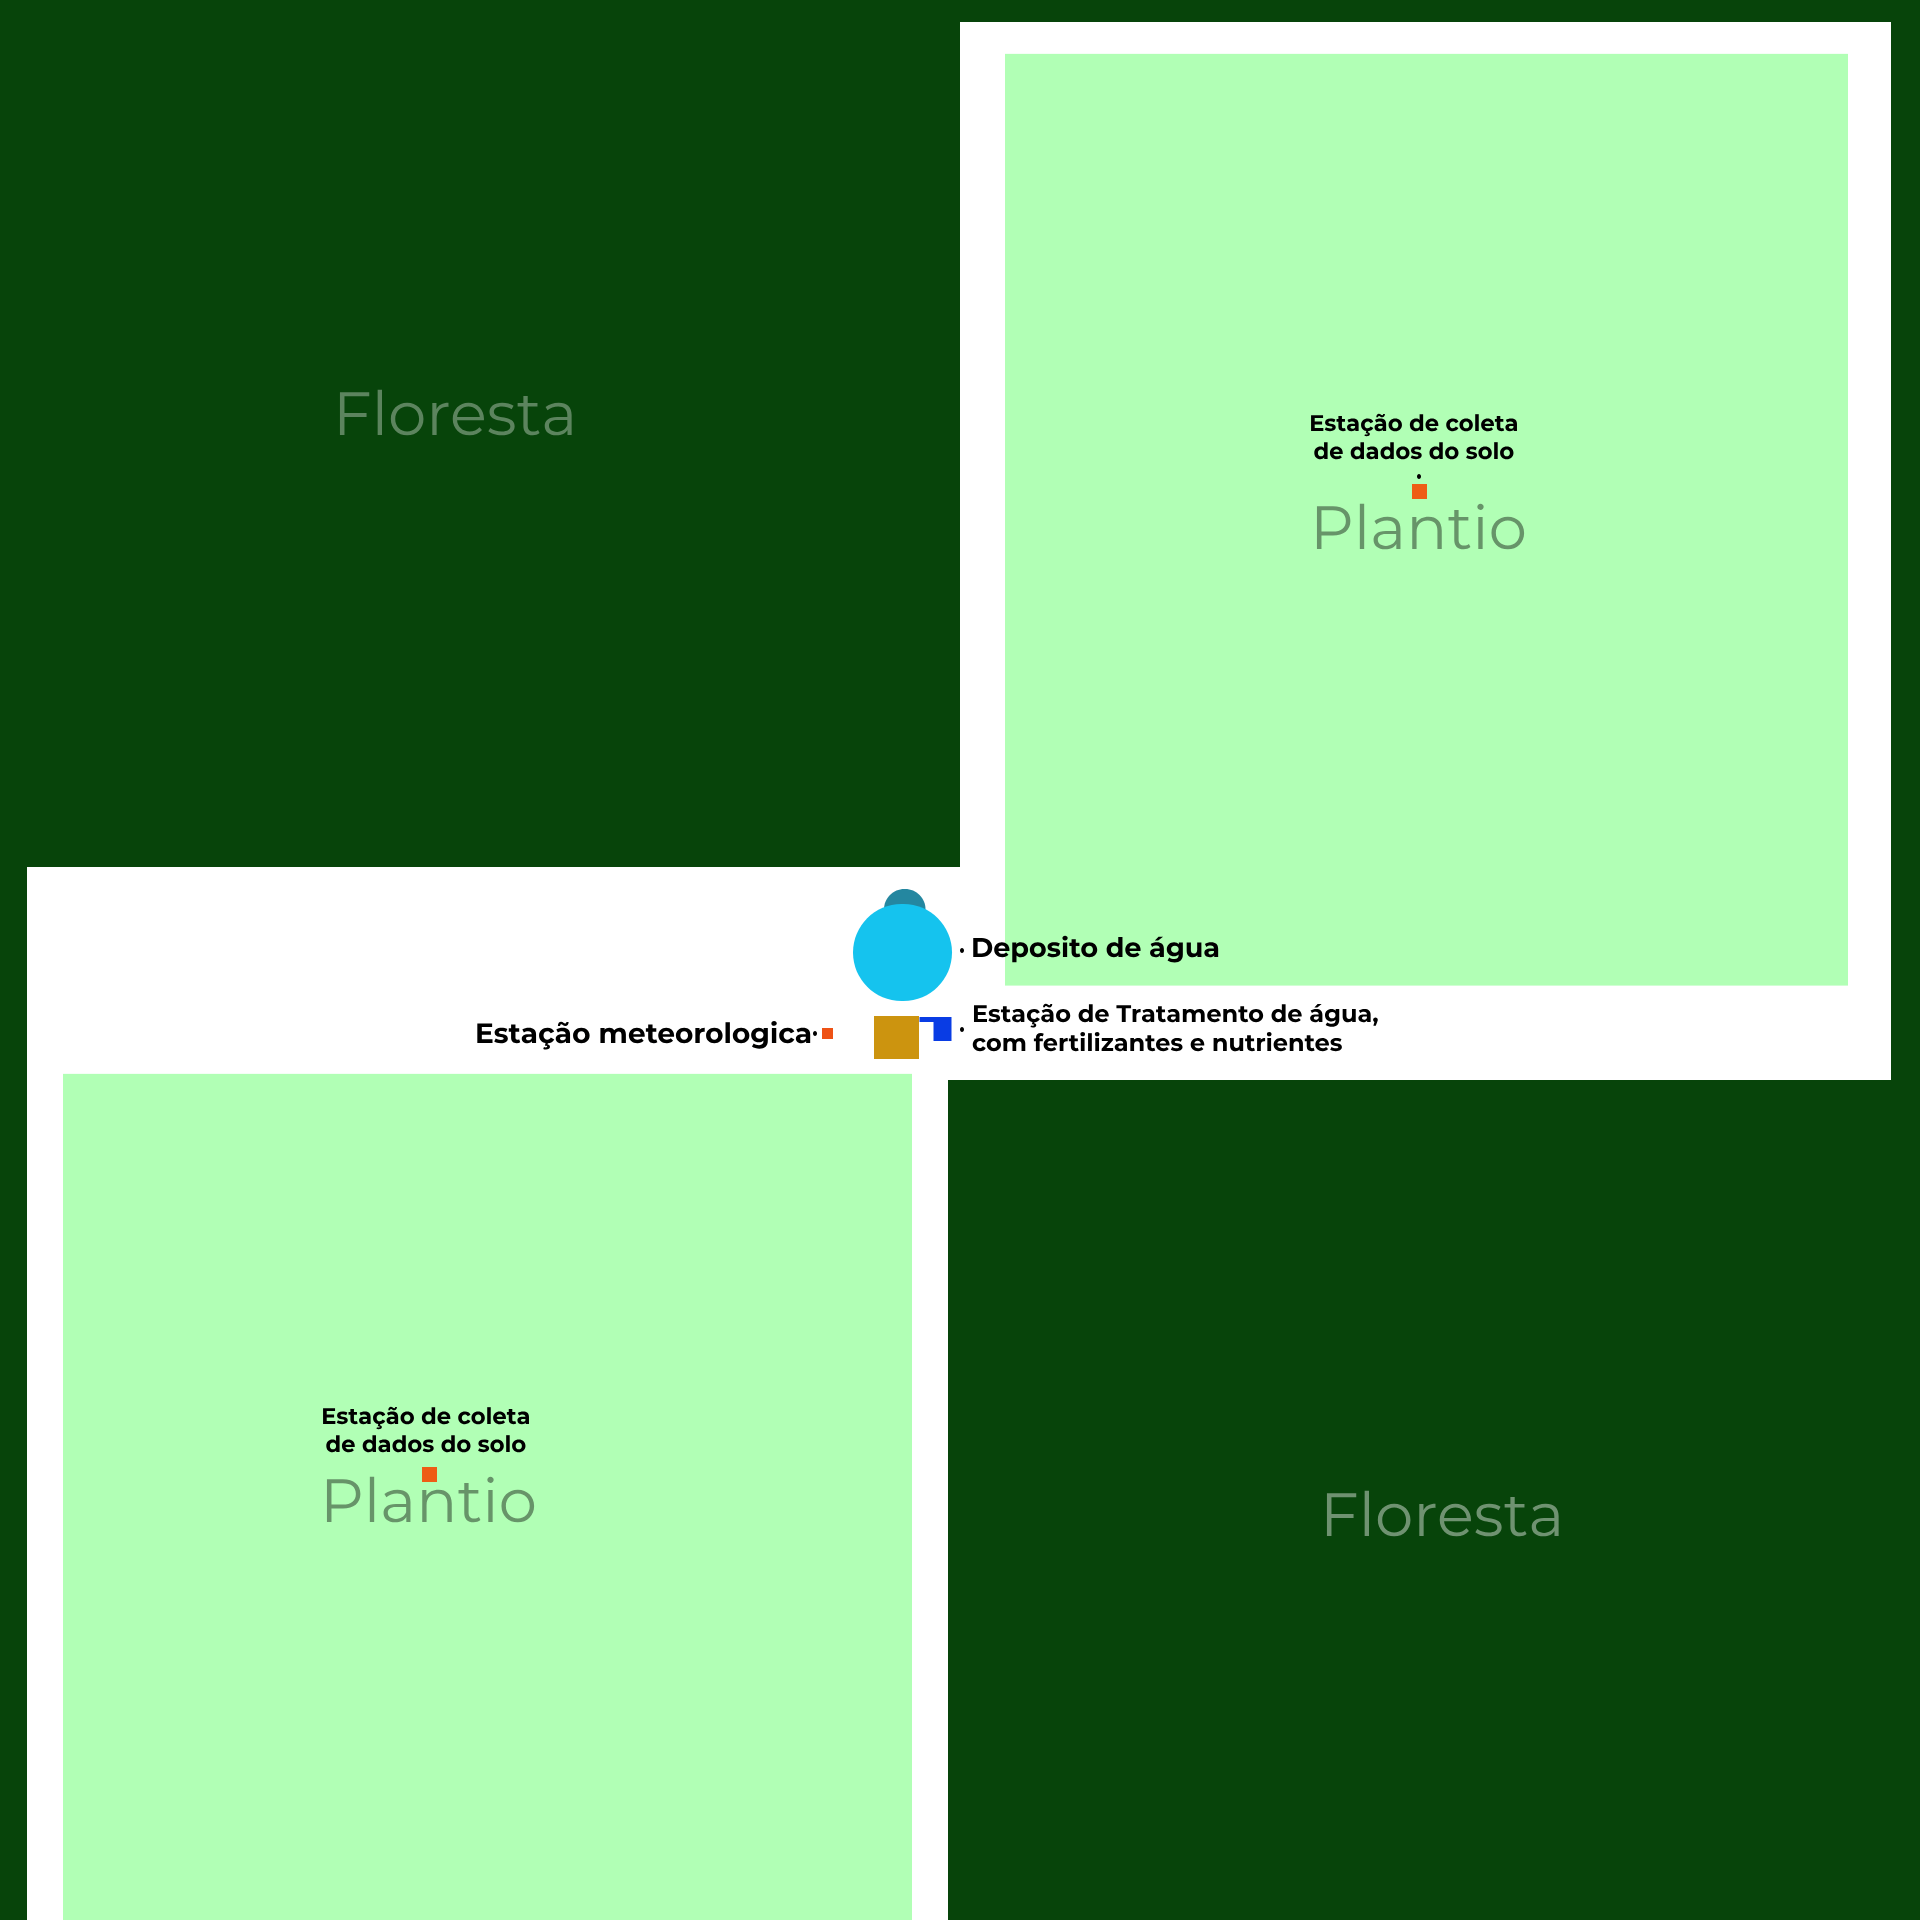 Floresta
Estação de coleta
de dados do solo
Plantio
Deposito de água
Estação meteorologica
Estação de Tratamento de água,
com fertilizantes e nutrientes
Estação de coleta
de dados do solo
Plantio
Floresta